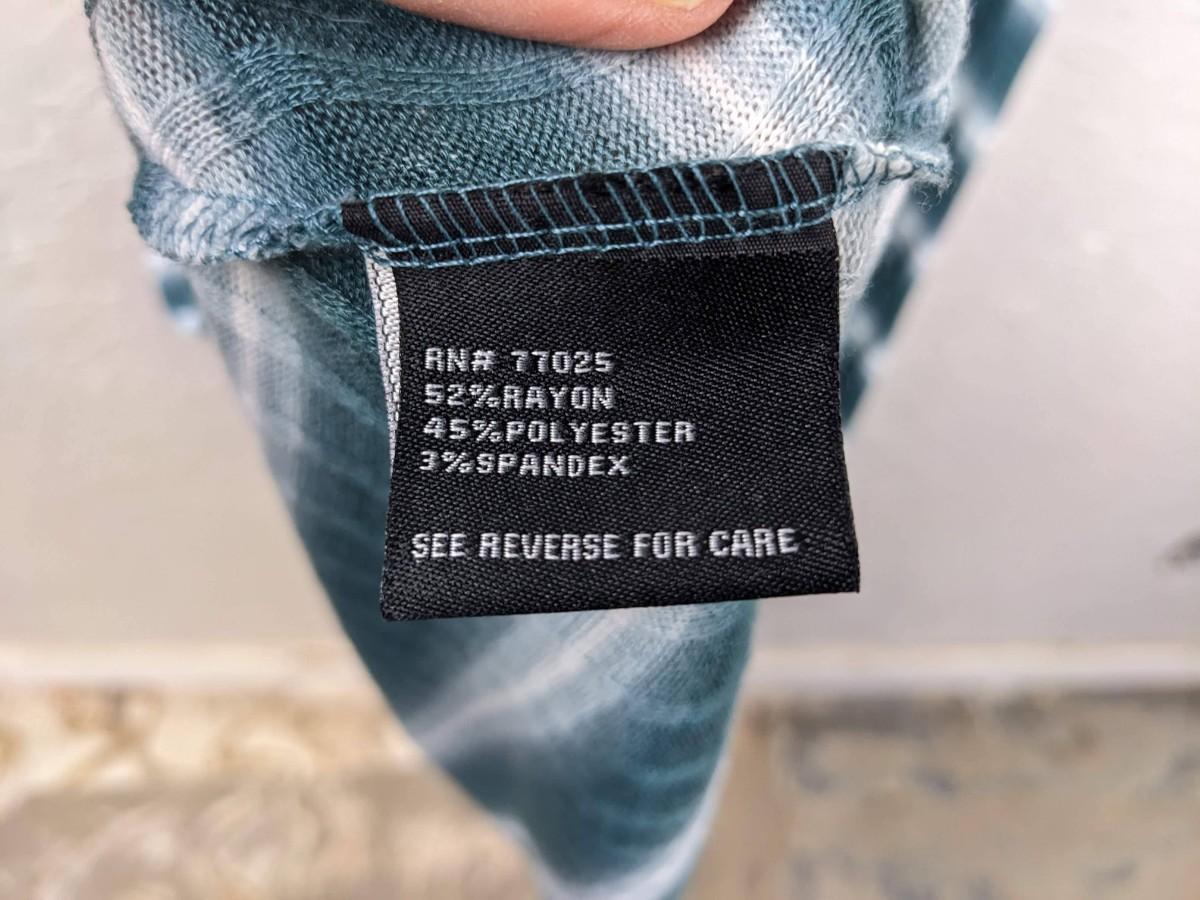 RN# 77025
52%RAYON
45%POLYESTER
3%SPANDEX
SEE REVERSE FOR CARE